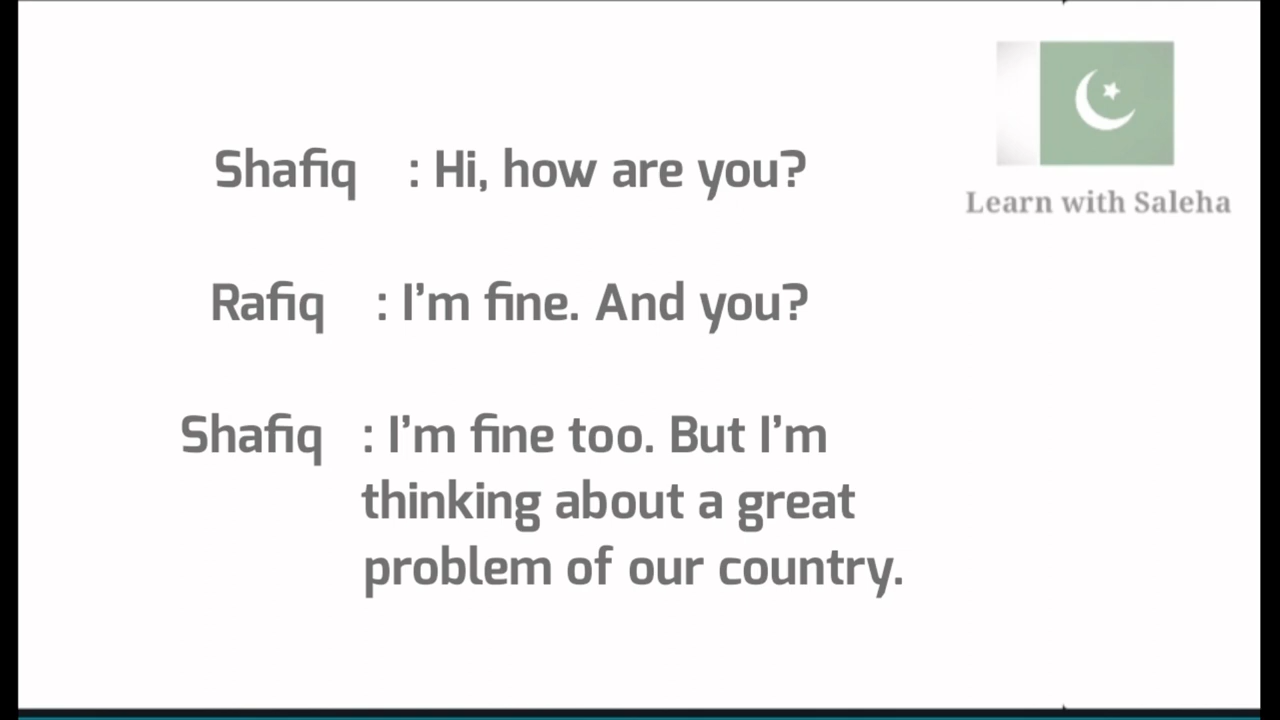 Learn with Saleha
Shafiq : Hi, how are you?
Rafiq : I’m fine. And you?
Shafiq : I’m fine too. But I’m
thinking about a great
problem of our country.